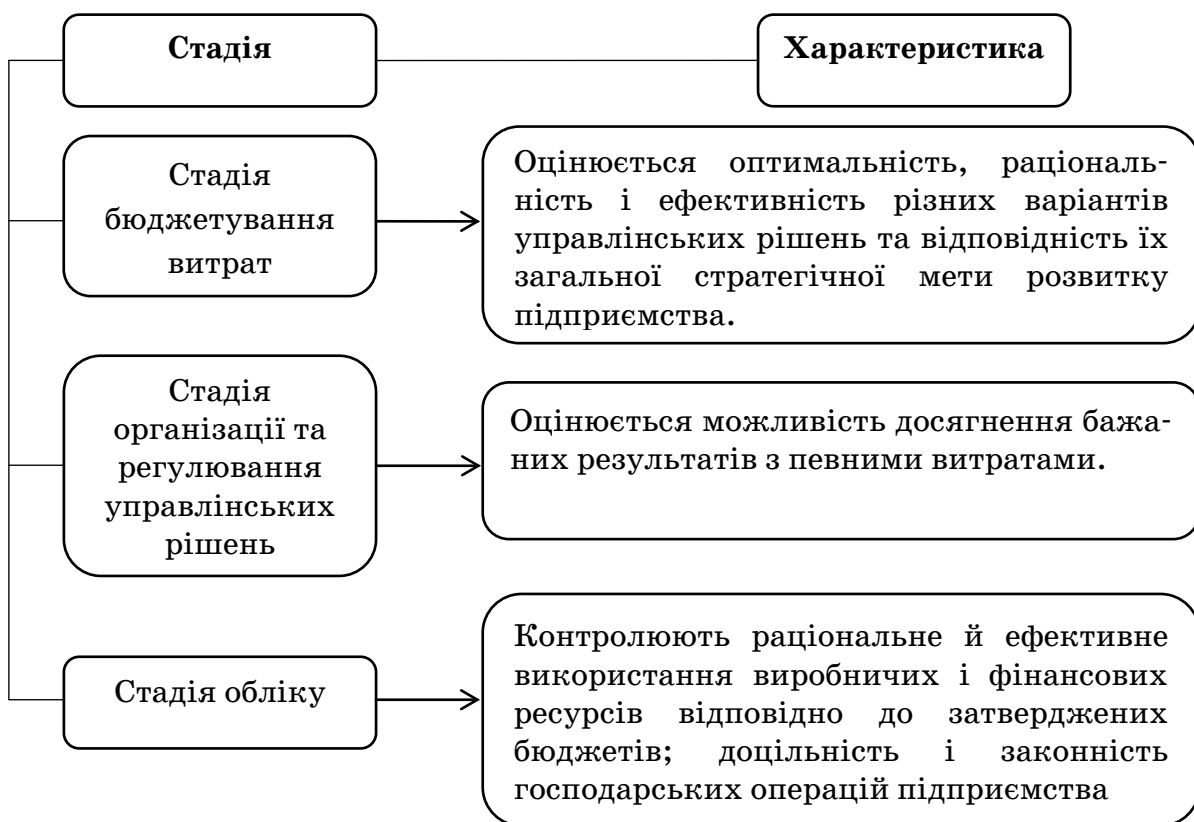 Стадія
Характеристика
Стадія
бюджетування
витрат
Оцінюється оптимальність, раціональ-
ність і ефективність різних варіантів
управлінських рішень та відповідність їх
загальної стратегічної мети розвитку
підприємства.
Стадія
організації та
регулювання
управлінських
рішень
Оцінюється можливість досягнення бажа-
них результатів з певними витратами.
Стадія обліку
Контролюють раціональне й ефективне
використання виробничих і фінансових
ресурсів відповідно до затверджених
бюджетів; доцільність і законність
господарських операцій підприємства